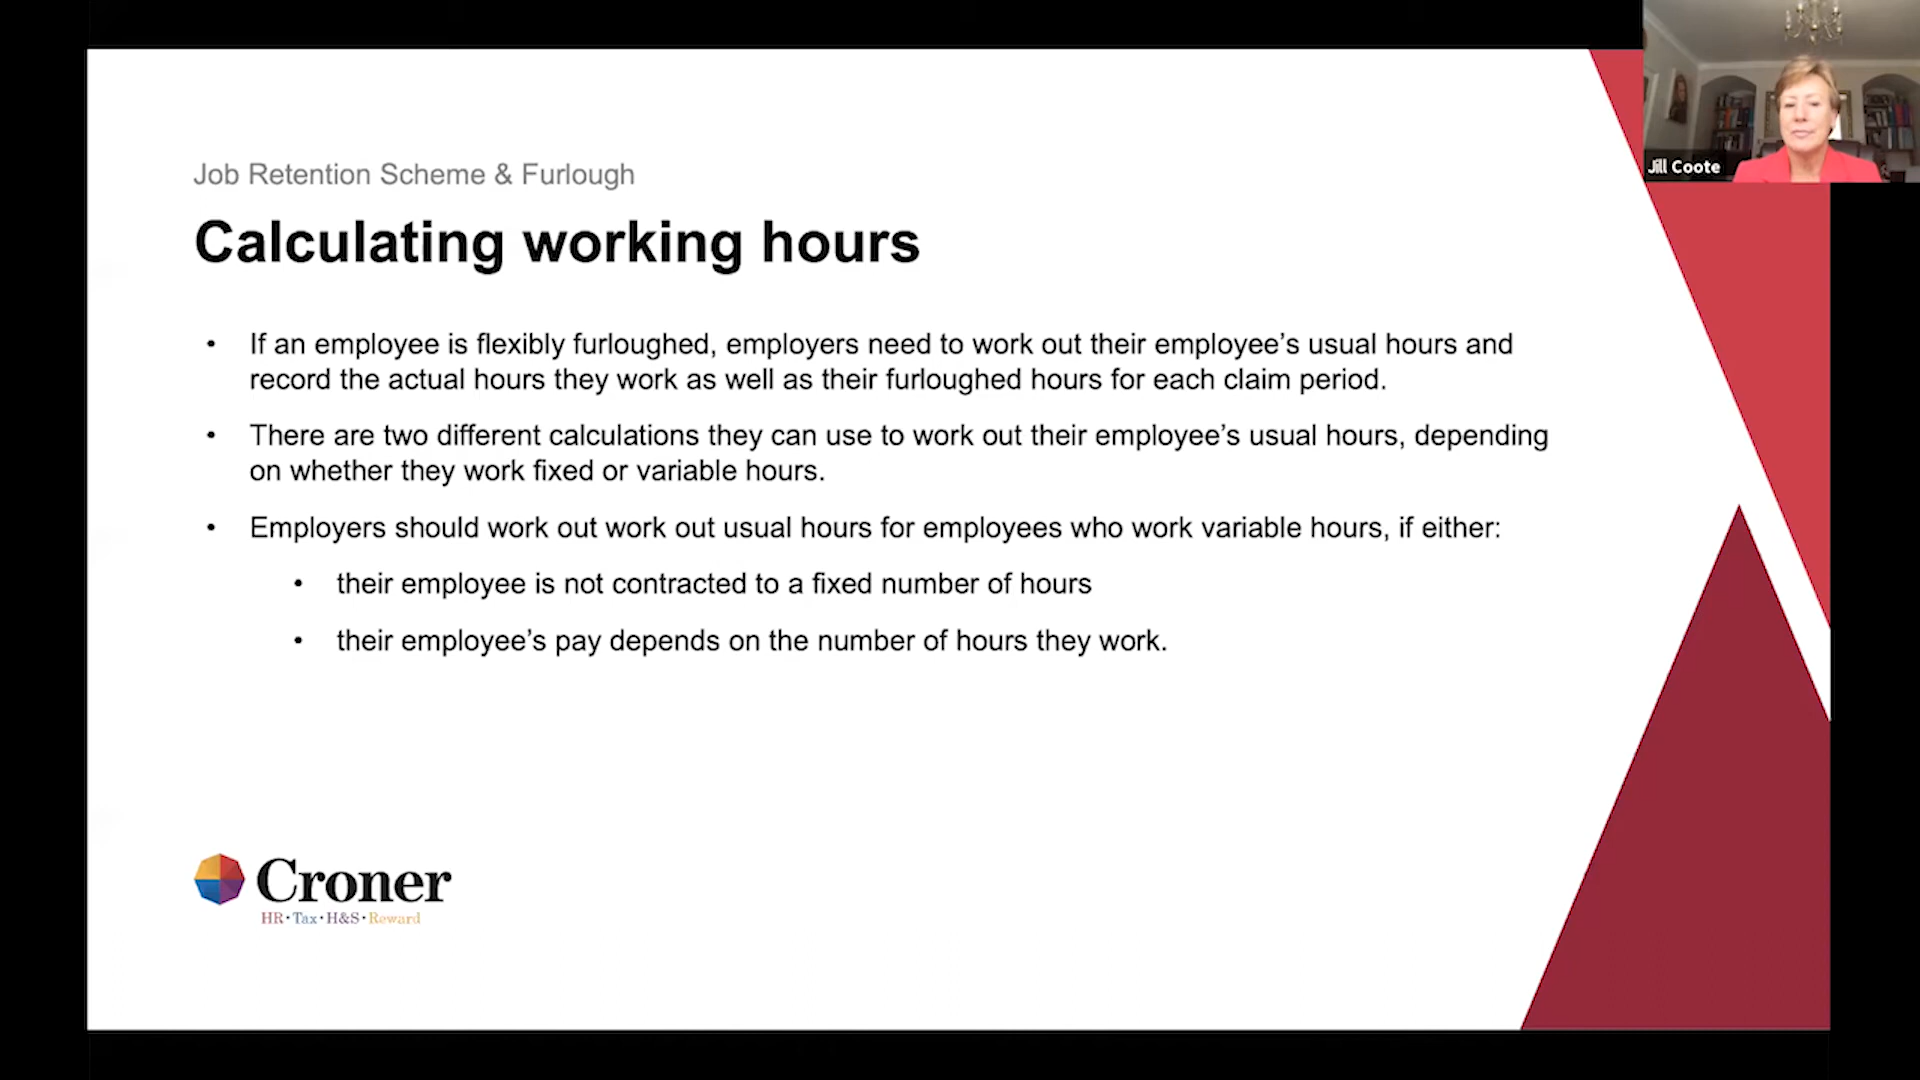 Jill Coote
Job Retention Scheme & Furlough
Calculating working hours
• If an employee is flexibly furloughed, employers need to work out their employee’s usual hours and
record the actual hours they work as well as their furloughed hours for each claim period.
• There are two different calculations they can use to work out their employee’s usual hours, depending
on whether they work fixed or variable hours.
• Employers should work out work out usual hours for employees who work variable hours, if either:
• their employee is not contracted to a fixed number of hours
• their employee’s pay depends on the number of hours they work.
Croner
HR • Tax • H&S • Reward